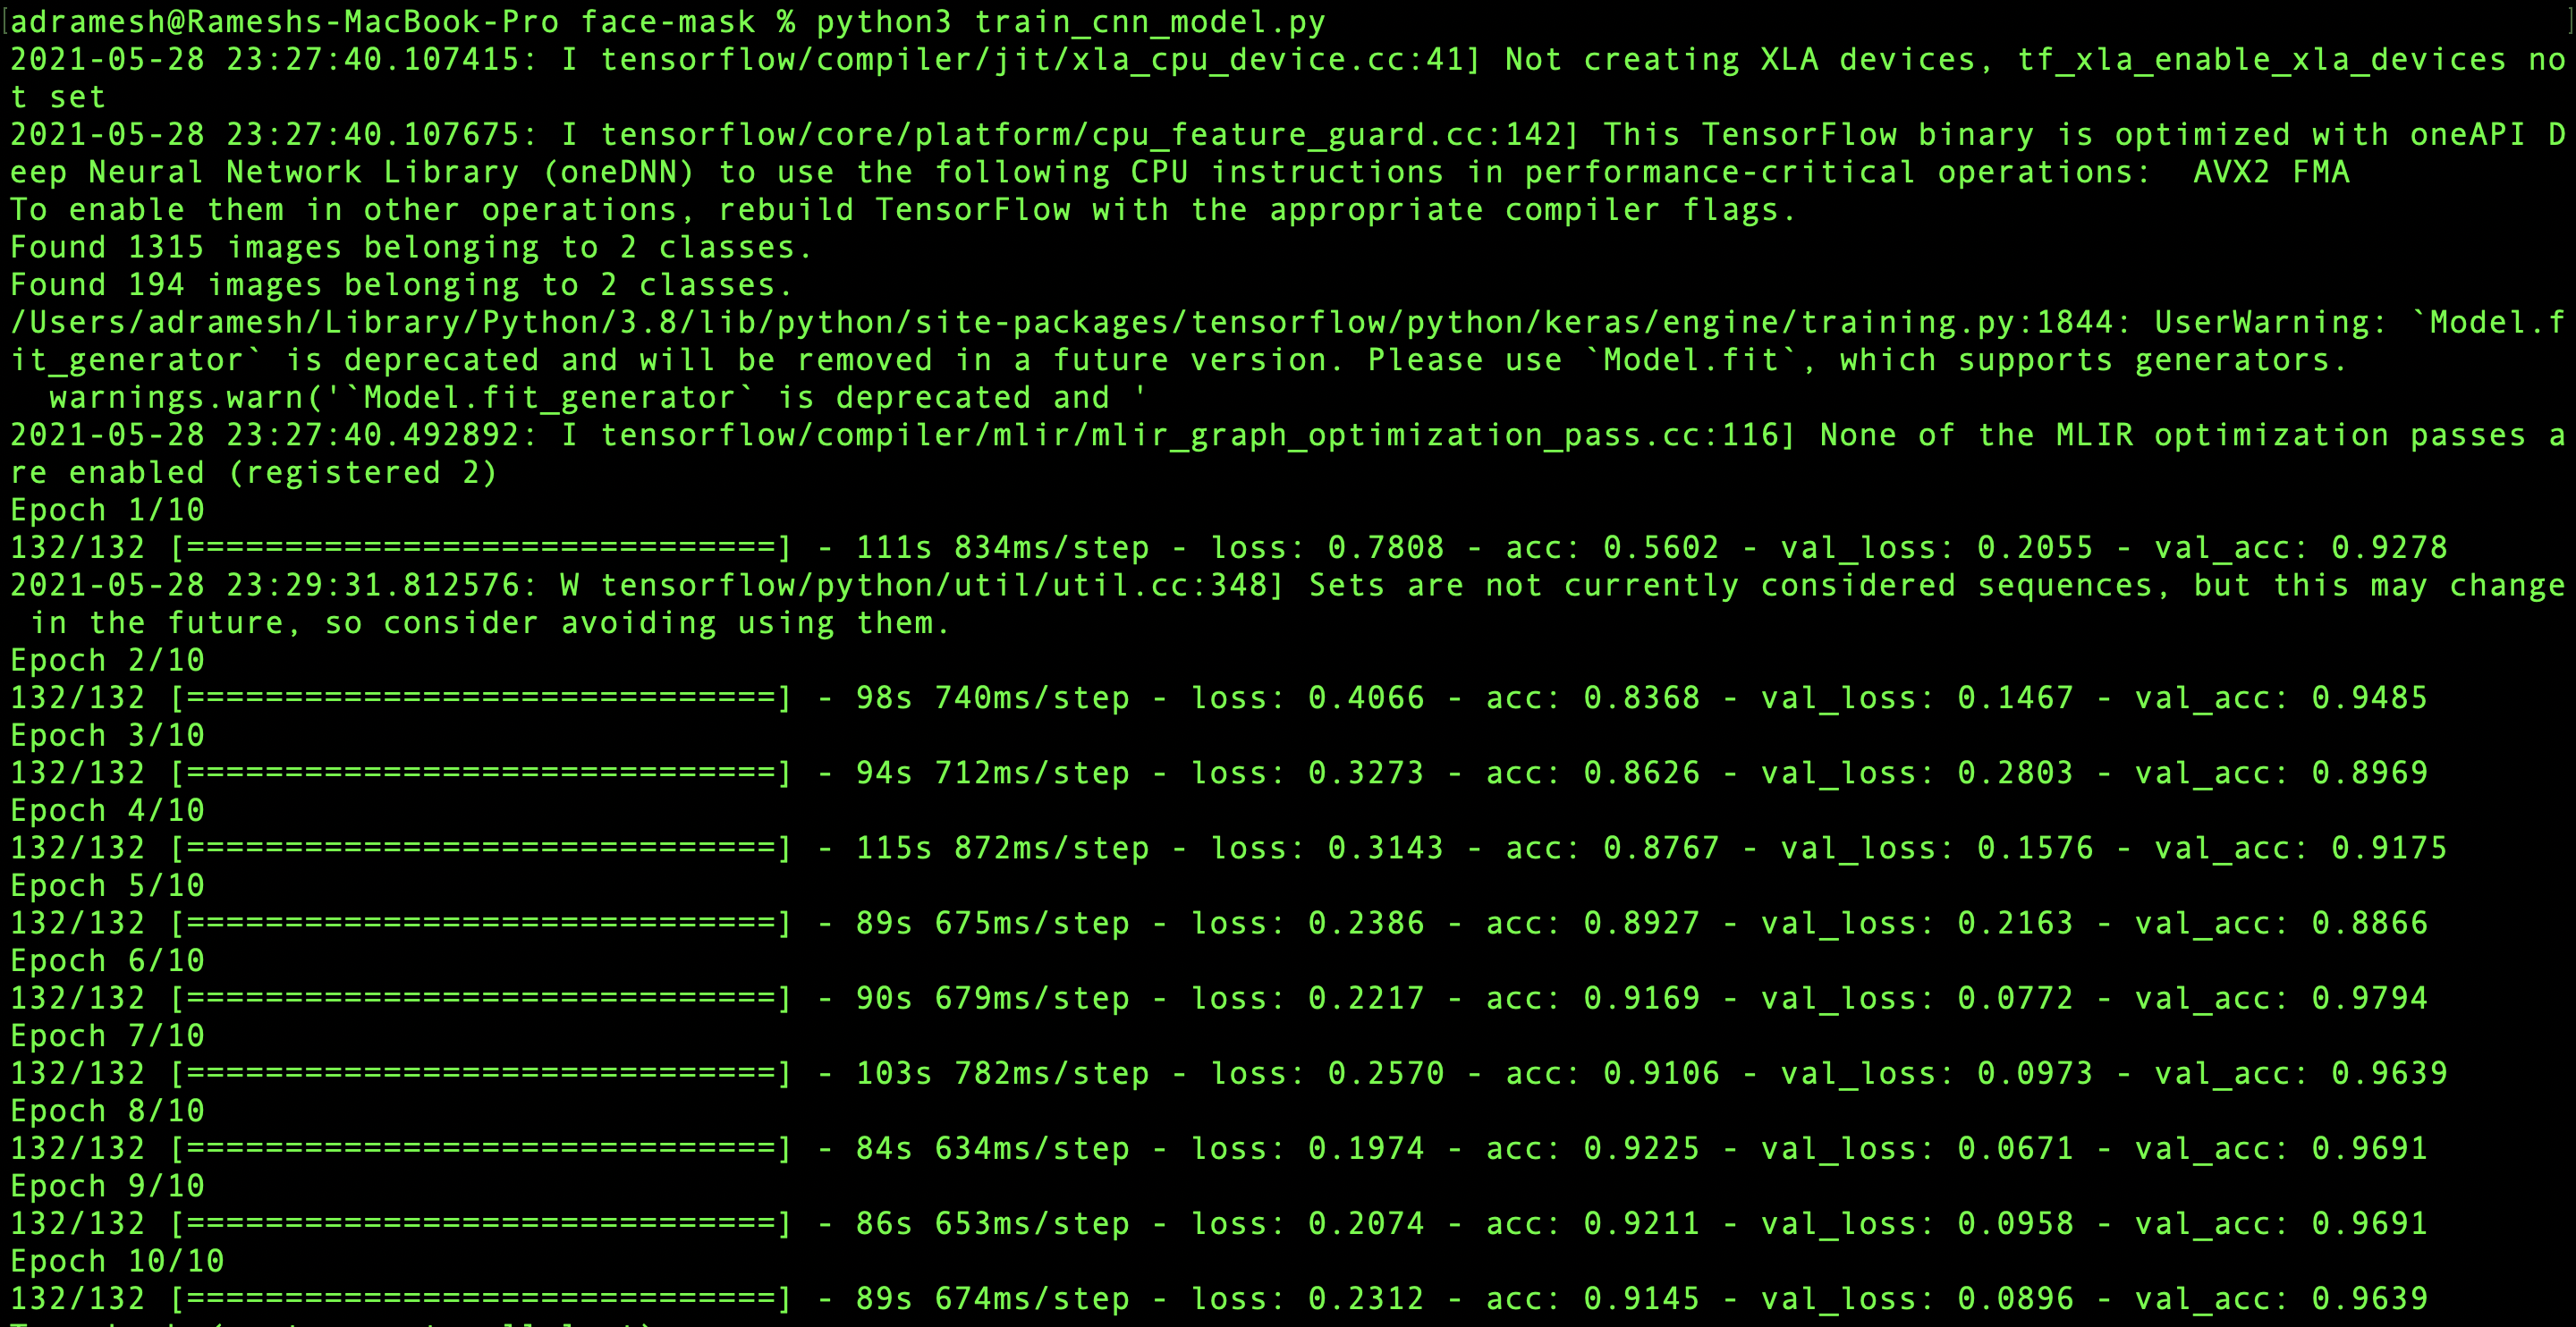 [adramesh@Rameshs-MacBook-Pro face-mask % python3 train_cnn_model.py ]
2021-05-28 23:27:40.107415: I tensorflow/compiler/jit/xla_cpu_device.cc:41] Not creating XLA devices, tf_xla_enable_xla_devices no
t set
2021-05-28 23:27:40.107675: I tensorflow/core/platform/cpu_feature_guard.cc:142] This TensorFlow binary is optimized with oneAPI D
eep Neural Network Library (oneDNN) to use the following CPU instructions in performance-critical operations:  AVX2 FMA
To enable them in other operations, rebuild TensorFlow with the appropriate compiler flags.
Found 1315 images belonging to 2 classes.
Found 194 images belonging to 2 classes.
/Users/adramesh/Library/Python/3.8/lib/python/site-packages/tensorflow/python/keras/engine/training.py:1844: UserWarning: `Model.f
it_generator` is deprecated and will be removed in a future version. Please use `Model.fit`, which supports generators.
  warnings.warn('`Model.fit_generator` is deprecated and '
2021-05-28 23:27:40.492892: I tensorflow/compiler/mlir/mlir_graph_optimization_pass.cc:116] None of the MLIR optimization passes a
re enabled (registered 2)
Epoch 1/10
132/132 [==============================] - 111s 834ms/step - loss: 0.7808 - acc: 0.5602 - val_loss: 0.2055 - val_acc: 0.9278
2021-05-28 23:29:31.812576: W tensorflow/python/util/util.cc:348] Sets are not currently considered sequences, but this may change
 in the future, so consider avoiding using them.
Epoch 2/10
132/132 [==============================] - 98s 740ms/step - loss: 0.4066 - acc: 0.8368 - val_loss: 0.1467 - val_acc: 0.9485
Epoch 3/10
132/132 [==============================] - 94s 712ms/step - loss: 0.3273 - acc: 0.8626 - val_loss: 0.2803 - val_acc: 0.8969
Epoch 4/10
132/132 [==============================] - 115s 872ms/step - loss: 0.3143 - acc: 0.8767 - val_loss: 0.1576 - val_acc: 0.9175
Epoch 5/10
132/132 [==============================] - 89s 675ms/step - loss: 0.2386 - acc: 0.8927 - val_loss: 0.2163 - val_acc: 0.8866
Epoch 6/10
132/132 [==============================] - 90s 679ms/step - loss: 0.2217 - acc: 0.9169 - val_loss: 0.0772 - val_acc: 0.9794
Epoch 7/10
132/132 [==============================] - 103s 782ms/step - loss: 0.2570 - acc: 0.9106 - val_loss: 0.0973 - val_acc: 0.9639
Epoch 8/10
132/132 [==============================] - 84s 634ms/step - loss: 0.1974 - acc: 0.9225 - val_loss: 0.0671 - val_acc: 0.9691
Epoch 9/10
132/132 [==============================] - 86s 653ms/step - loss: 0.2074 - acc: 0.9211 - val_loss: 0.0958 - val_acc: 0.9691
Epoch 10/10
132/132 [==============================] - 89s 674ms/step - loss: 0.2312 - acc: 0.9145 - val_loss: 0.0896 - val_acc: 0.9639